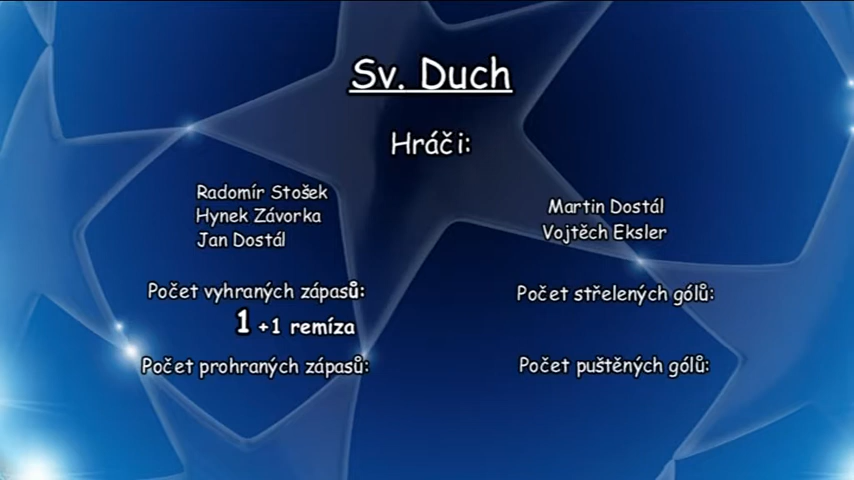 Sv. Duch
Hráči:
Radomír Stošek
Hynek Závorka
Jan Dostál
Martin Dostál
Vojtěch Eksler
Počet vyhraných zápasů:
1 +1 remíza
Počet prohraných zápasů:
Počet střelených gólů:
Počet puštěných gólů: